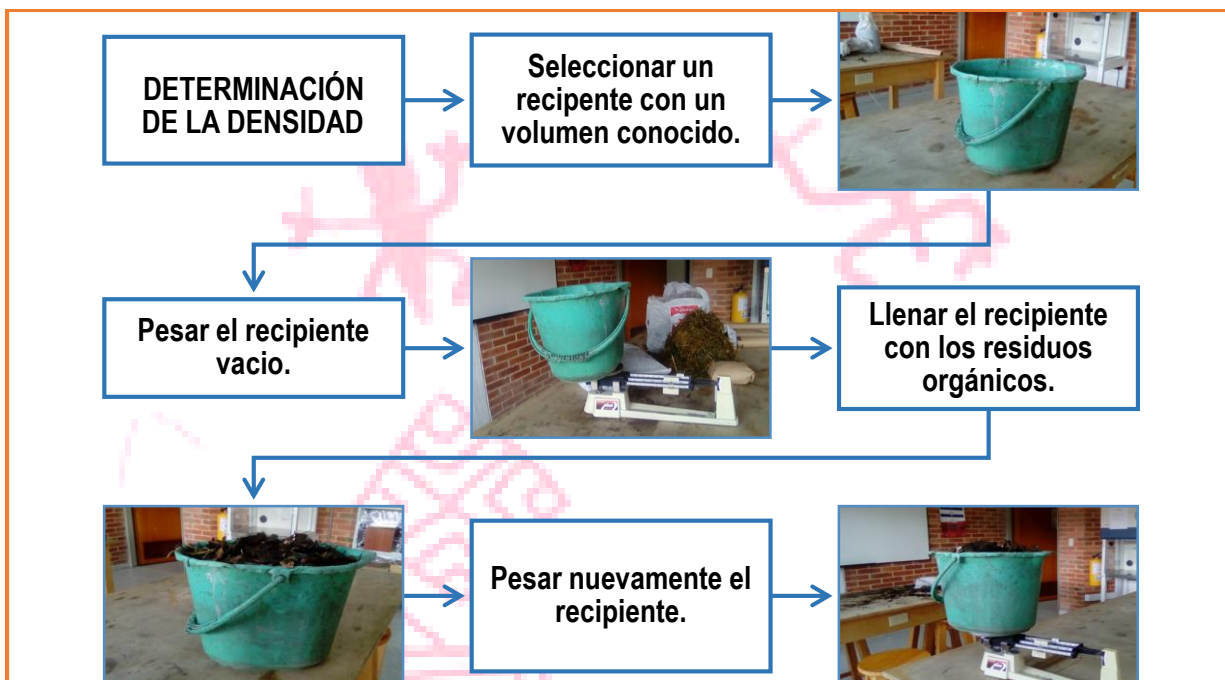 DETERMINACIÓN
DE LA DENSIDAD
Seleccionar un
recipente con un
volumen conocido.
Pesar el recipiente
vacio.
Llenar el recipiente
con los residuos
orgánicos.
Pesar nuevamente el
recipiente.